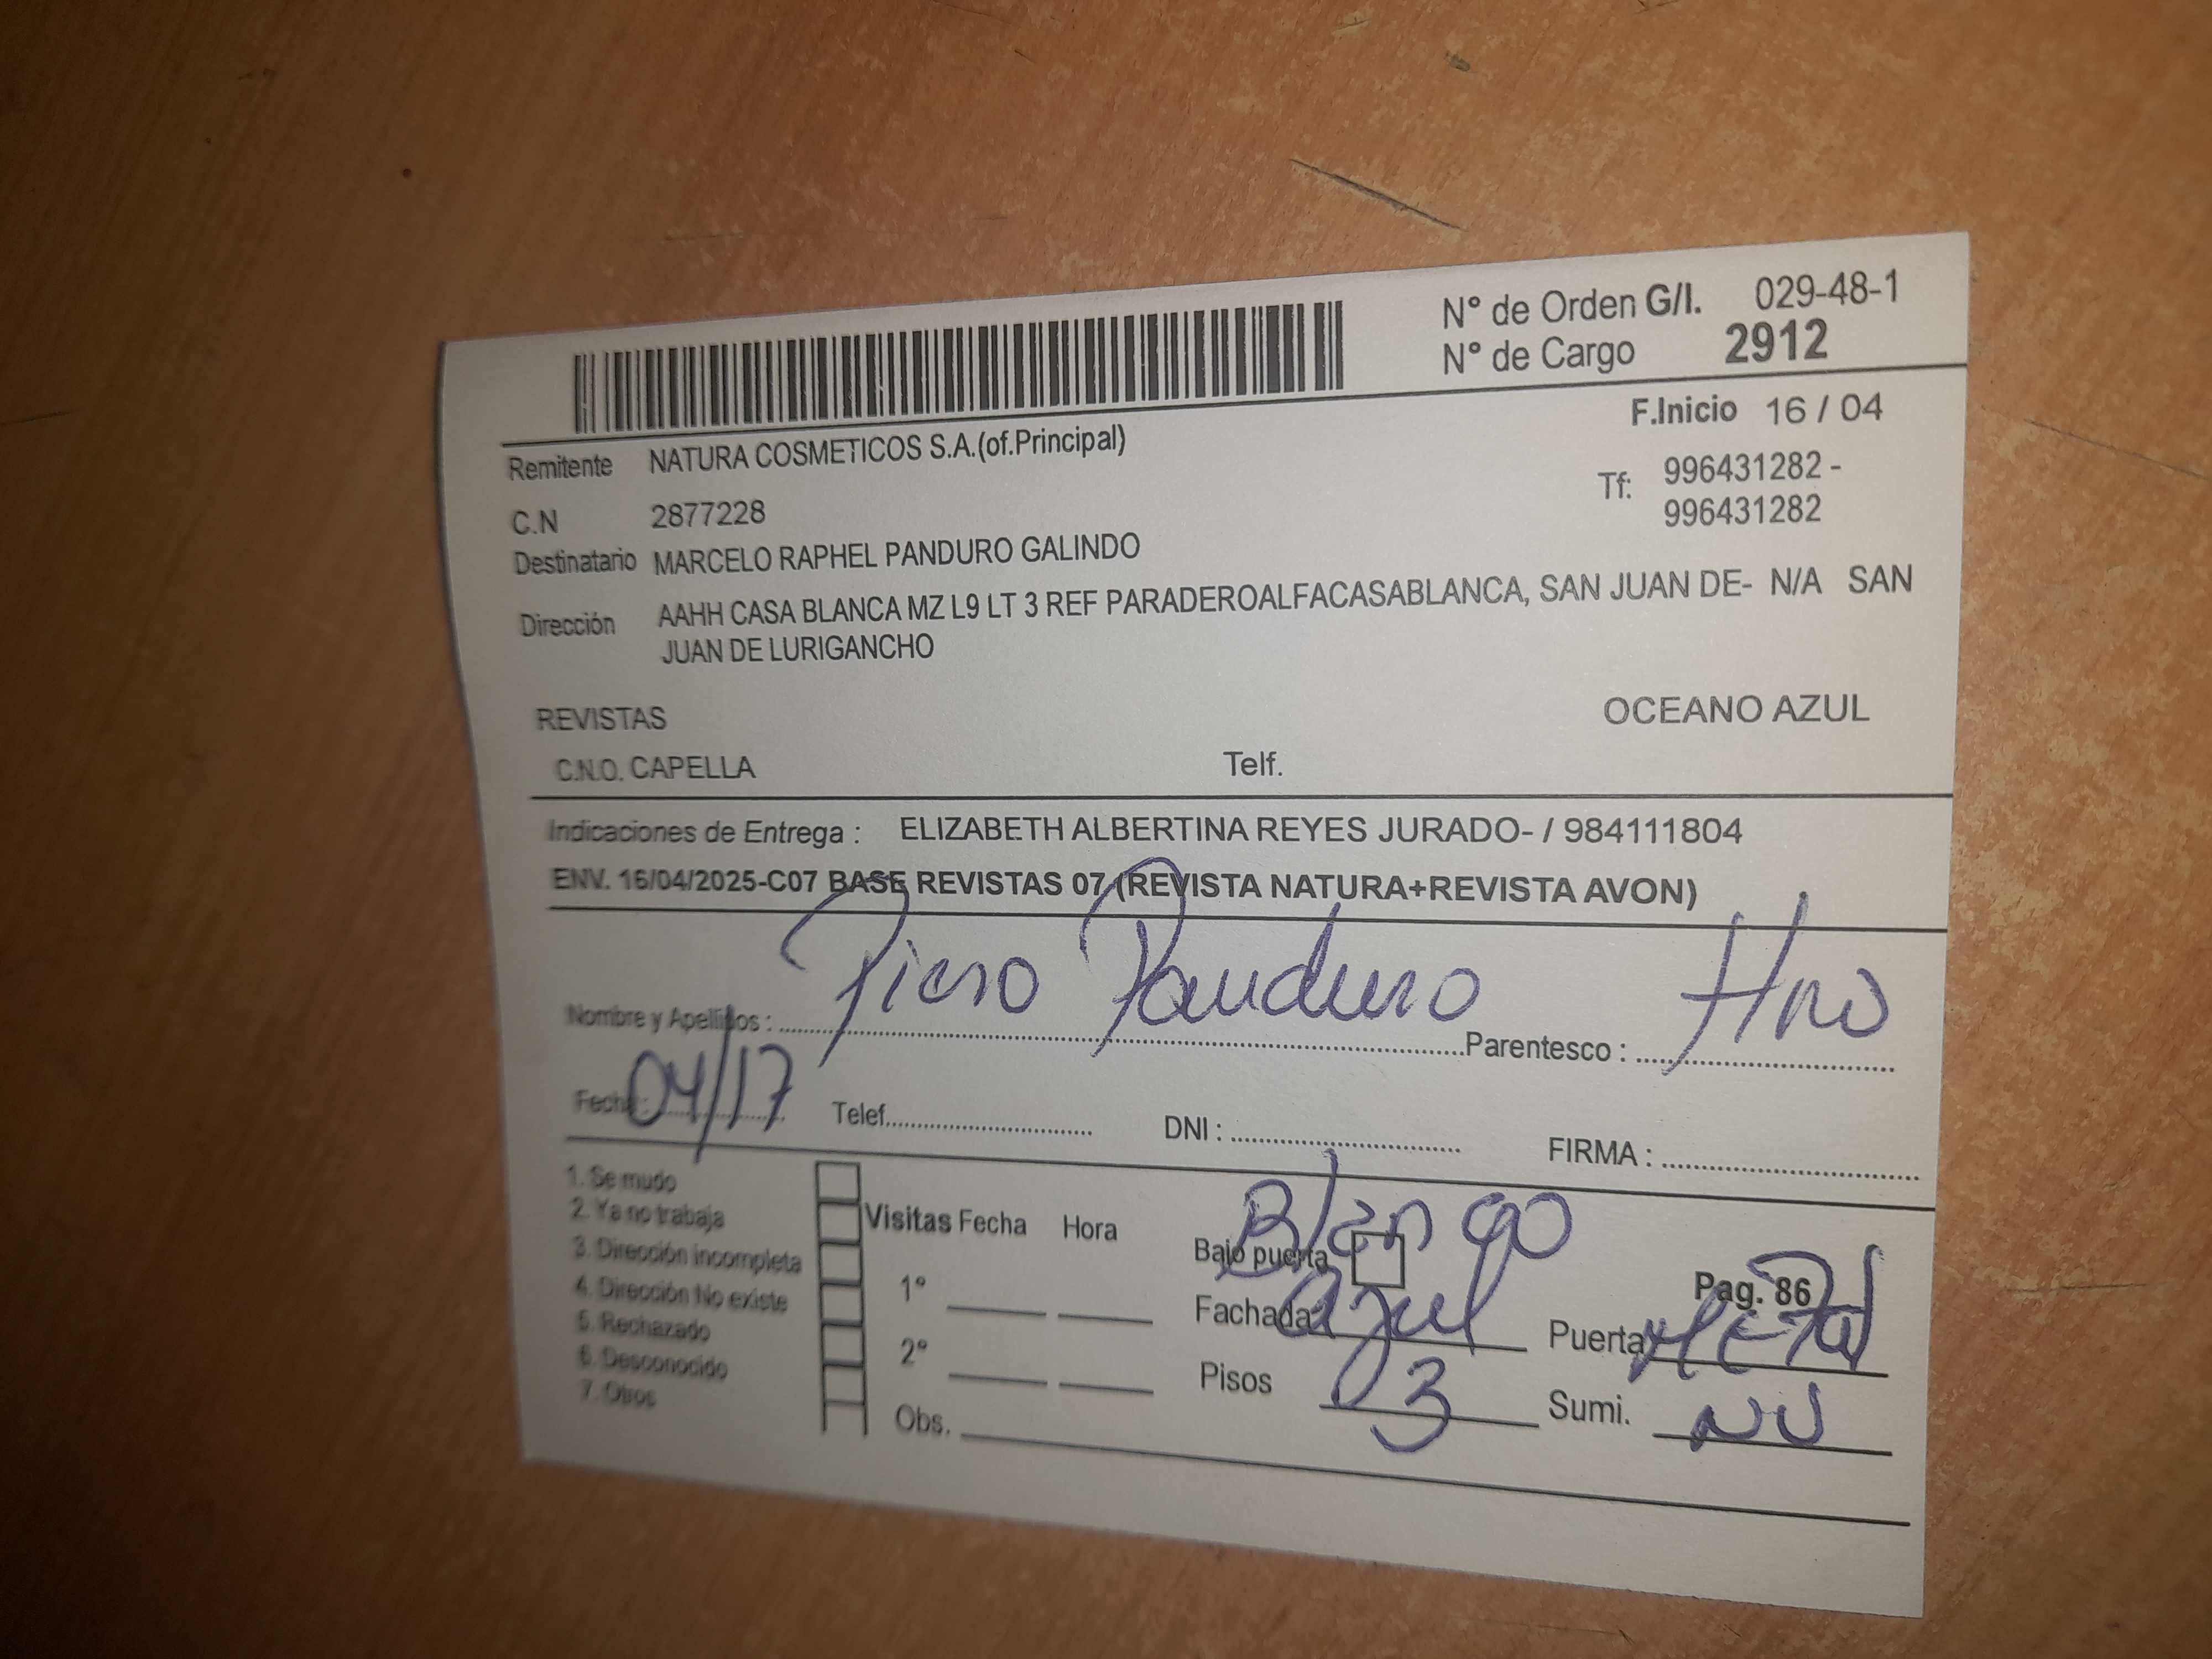 N° de Orden G/I. 029-48-1
N° de Cargo 2912
F.Inicio 16 / 04
Remitente NATURA COSMETICOS S.A.(of.Principal)
Tf: 996431282 -
996431282
C.N 2877228
Destinatario MARCELO RAPHEL PANDURO GALINDO
Dirección AAHH CASA BLANCA MZ L9 LT 3 REF PARADEROALFACASABLANCA, SAN JUAN DE- N/A SAN
JUAN DE LURIGANCHO
REVISTAS OCEANO AZUL
C.N.O. CAPELLA Telf.
Indicaciones de Entrega : ELIZABETH ALBERTINA REYES JURADO- / 984111804
ENV. 16/04/2025-C07 BASE REVISTAS 07 (REVISTA NATURA+REVISTA AVON)
Nombre y Apellidos : Piero Panduro Parentesco : Hno
Fecha : 04/17 Telef. DNI : FIRMA :
1. Se mudo
2. Ya no trabaja
3. Dirección incompleta
4. Dirección No existe
5. Rechazado
6. Desconocido
7. Otros
Visitas Fecha Hora
1°
2°
Obs.
Blanco
Bajo puerta
Pag. 86
Fachada azul Puerta Metal
Pisos 3 Sumi. NU